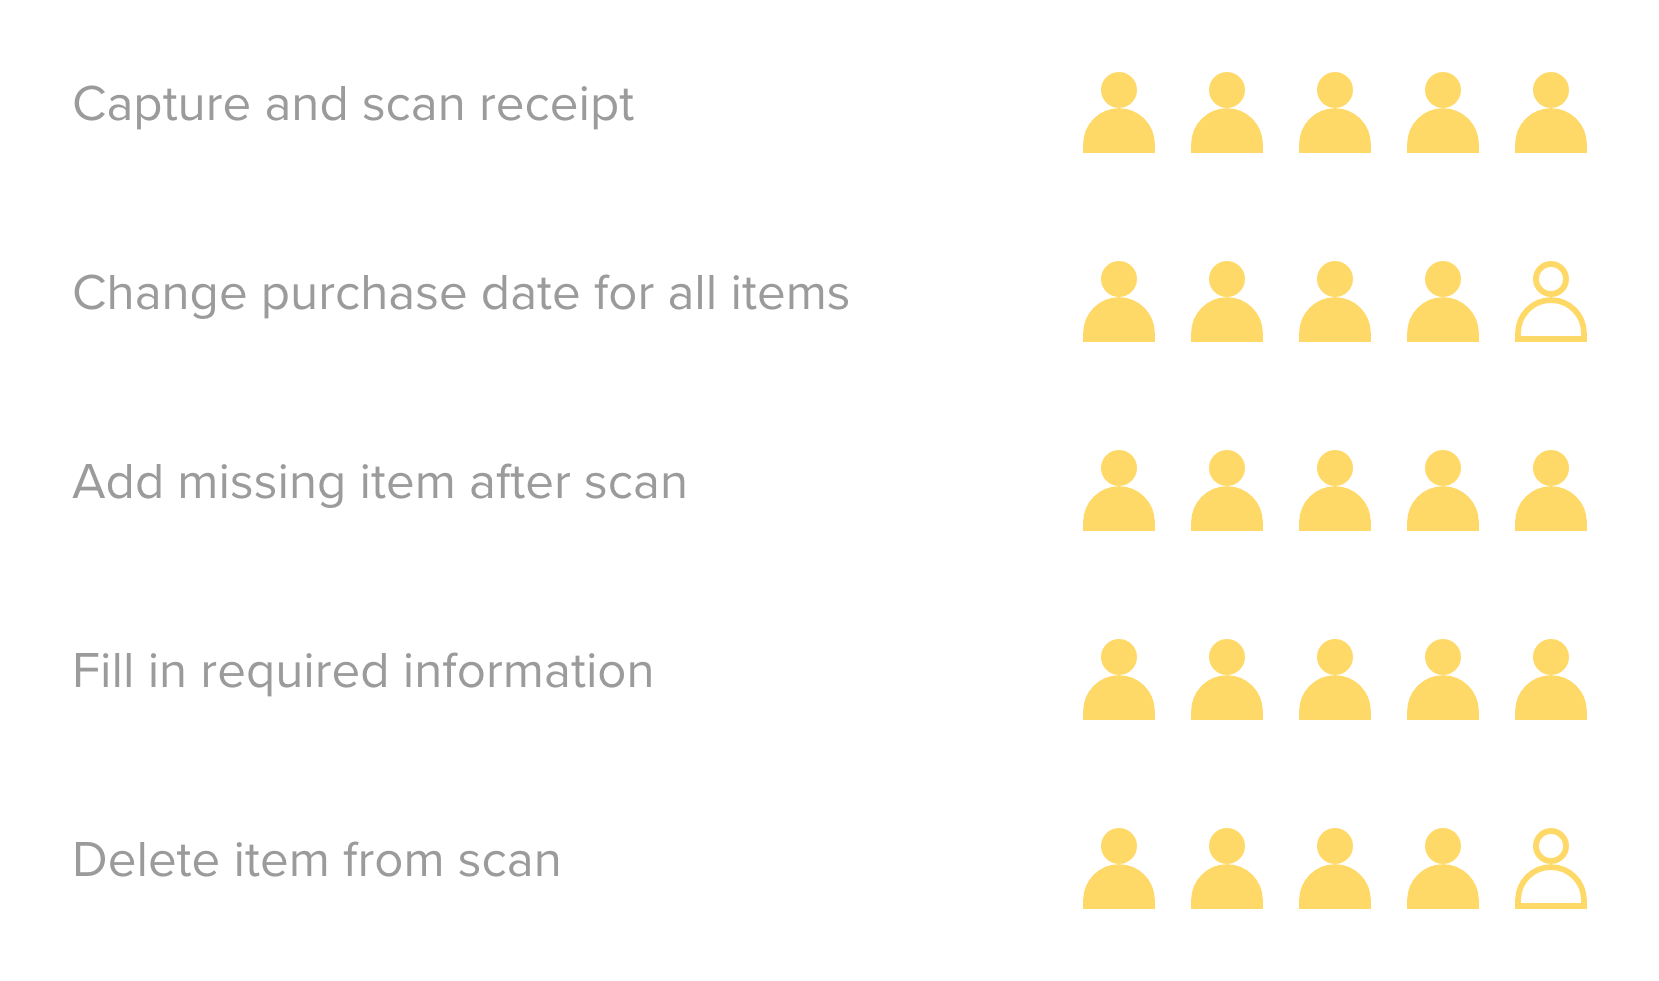 Capture and scan receipt
Change purchase date for all items
Add missing item after scan
Fill in required information
Delete item from scan